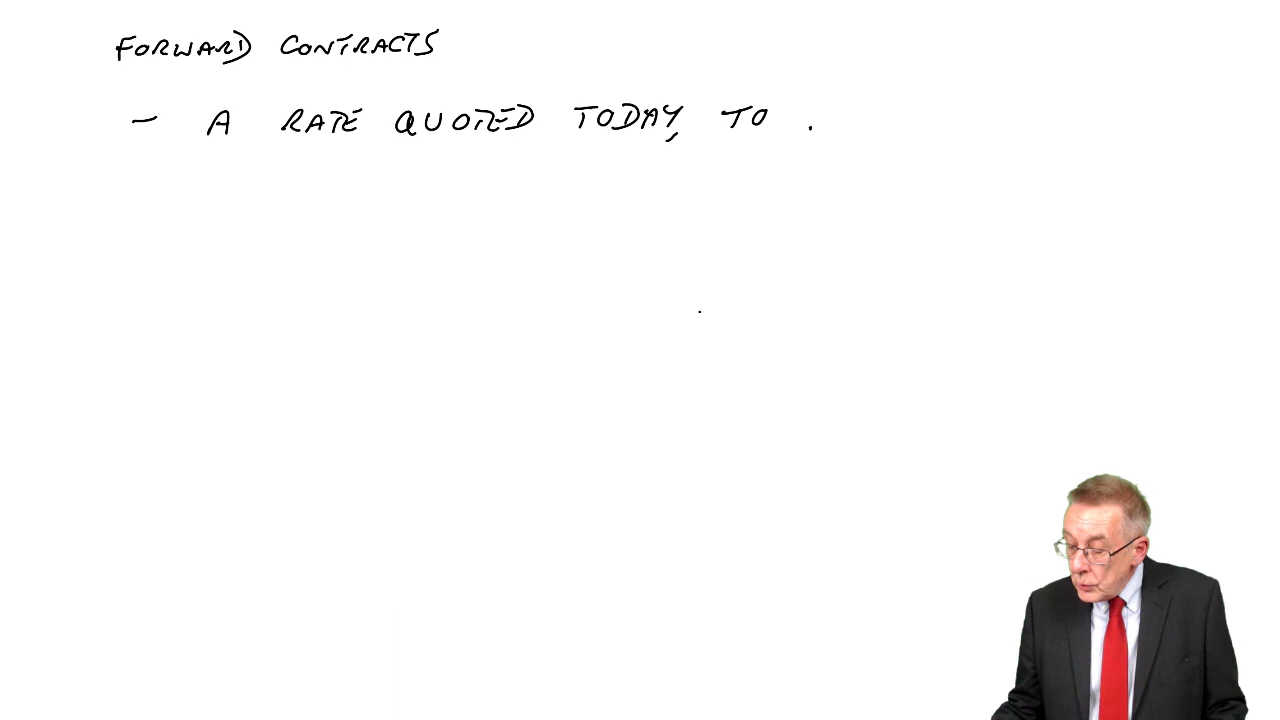 FORWARD CONTRACTS
- A RATE QUOTED TODAY, TO .